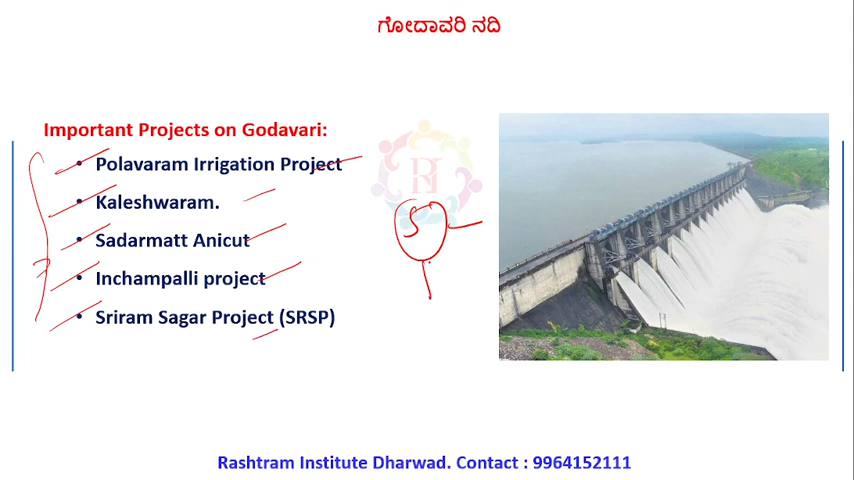 ಗೋದಾವರಿ ನದಿ
Important Projects on Godavari:
• Polavaram Irrigation Project
• Kaleshwaram.
• Sadarmatt Anicut
• Inchampalli project
• Sriram Sagar Project (SRSP)
5
Rashtram Institute Dharwad. Contact : 9964152111